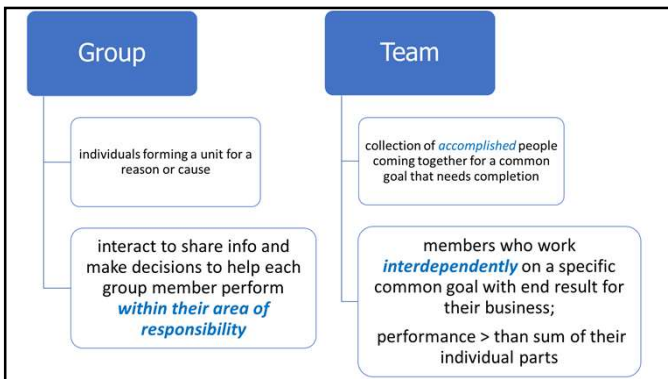 Group
individuals forming a unit for a
reason or cause
interact to share info and
make decisions to help each
group member perform
within their area of
responsibility
Team
collection of accomplished people
coming together for a common
goal that needs completion
members who work
interdependently on a specific
common goal with end result for
their business;
performance > than sum of their
individual parts